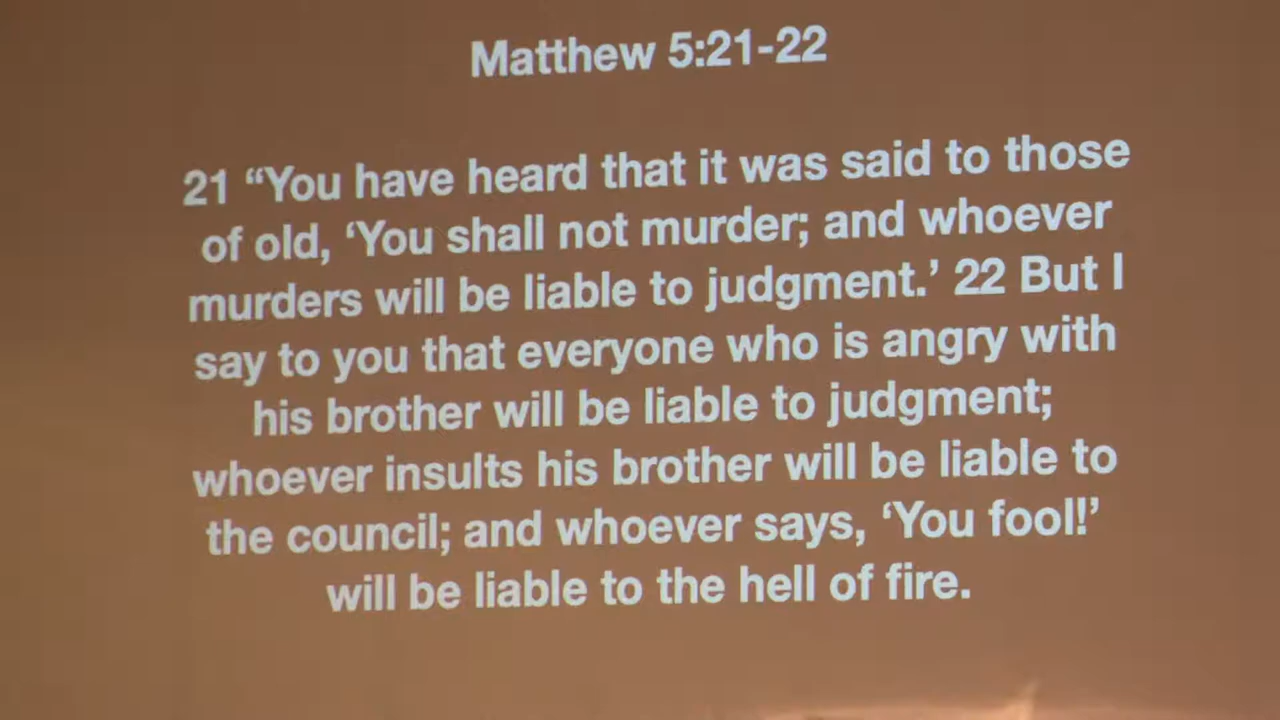 Matthew 5:21-22
21 “You have heard that it was said to those
of old, ‘You shall not murder; and whoever
murders will be liable to judgment.’ 22 But I
say to you that everyone who is angry with
his brother will be liable to judgment;
whoever insults his brother will be liable to
the council; and whoever says, ‘You fool!’
will be liable to the hell of fire.